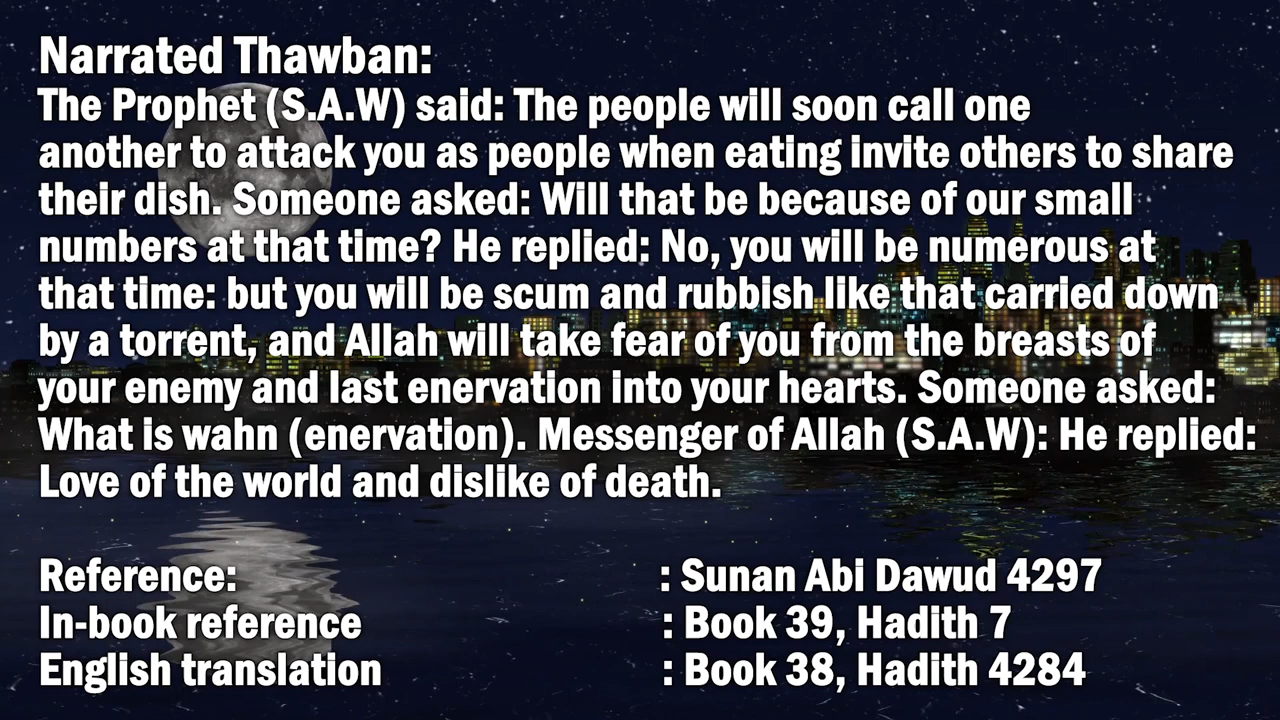 Narrated Thawban:
The Prophet (S.A.W) said: The people will soon call one
another to attack you as people when eating invite others to share
their dish. Someone asked: Will that be because of our small
numbers at that time? He replied: No, you will be numerous at
that time: but you will be scum and rubbish like that carried down
by a torrent, and Allah will take fear of you from the breasts of
your enemy and last enervation into your hearts. Someone asked:
What is wahn (enervation). Messenger of Allah (S.A.W): He replied:
Love of the world and dislike of death.
Reference: : Sunan Abi Dawud 4297
In-book reference : Book 39, Hadith 7
English translation : Book 38, Hadith 4284